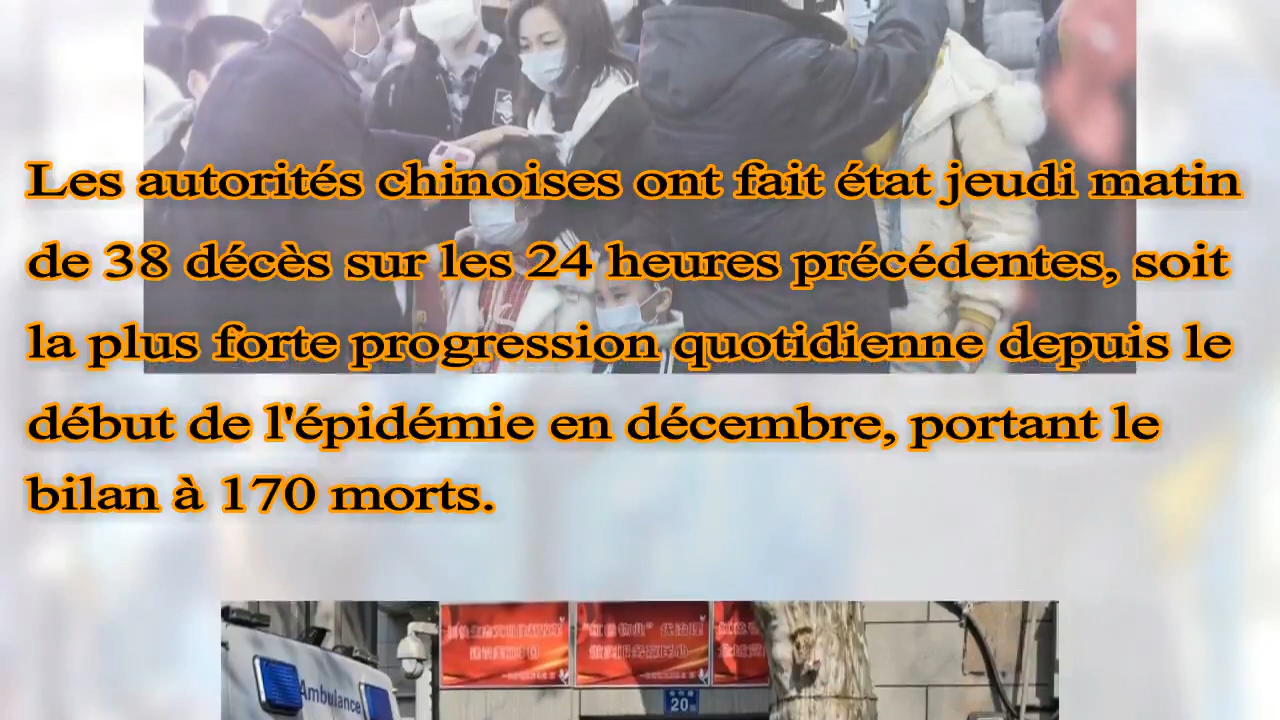 Les autorités chinoises ont fait état jeudi matin
de 38 décès sur les 24 heures précédentes, soit
la plus forte progression quotidienne depuis le
début de l'épidémie en décembre, portant le
bilan à 170 morts.
Ambulance
20